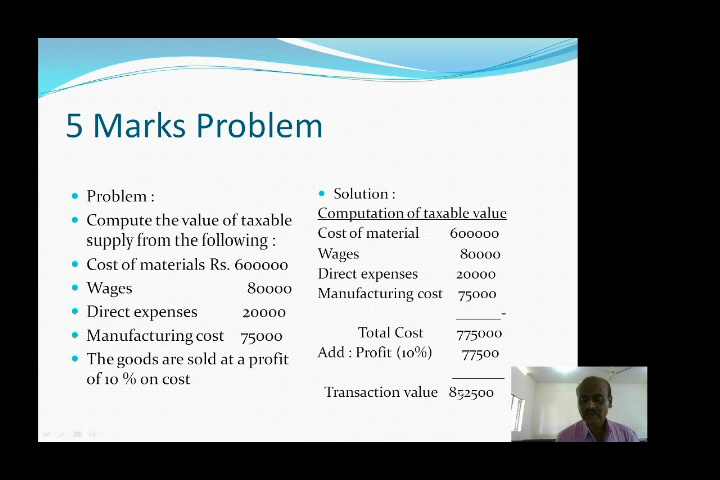 5 Marks Problem
Problem :
Compute the value of taxable
supply from the following :
Cost of materials Rs. 600000
Wages 80000
Direct expenses 20000
Manufacturing cost 75000
The goods are sold at a profit
of 10 % on cost
Solution :
Computation of taxable value
Cost of material 600000
Wages 80000
Direct expenses 20000
Manufacturing cost 75000
Total Cost 775000
Add : Profit (10%) 77500
Transaction value 852500